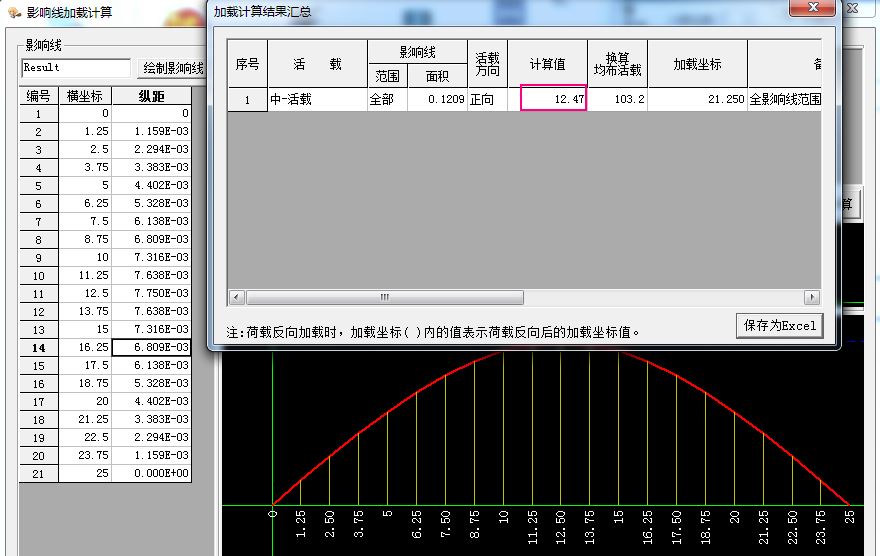 影响线加载计算
影响线
Result
绘制影响线
编号 横坐标 纵距
1 0 0
2 1.25 1.159E-03
3 2.5 2.294E-03
4 3.75 3.383E-03
5 5 4.402E-03
6 6.25 5.328E-03
7 7.5 6.138E-03
8 8.75 6.809E-03
9 10 7.316E-03
10 11.25 7.638E-03
11 12.5 7.750E-03
12 13.75 7.638E-03
13 15 7.316E-03
14 16.25 6.809E-03
15 17.5 6.138E-03
16 18.75 5.328E-03
17 20 4.402E-03
18 21.25 3.383E-03
19 22.5 2.294E-03
20 23.75 1.159E-03
21 25 0.000E+00
加载计算结果汇总
序号 活 载 影响线 范围 面积 活载方向 计算值 换算均布活载 加载坐标
1 中-活载 全部 0.1209 正向 12.47 103.2 21.250 全影响线范围
注:荷载反向加载时，加载坐标( )内的值表示荷载反向后的加载坐标值。
保存为Excel
算
0 1.25 2.50 3.75 5 6.25 7.50 8.75 10 11.25 12.50 13.75 15 16.25 17.50 18.75 20 21.25 22.50 23.75 25